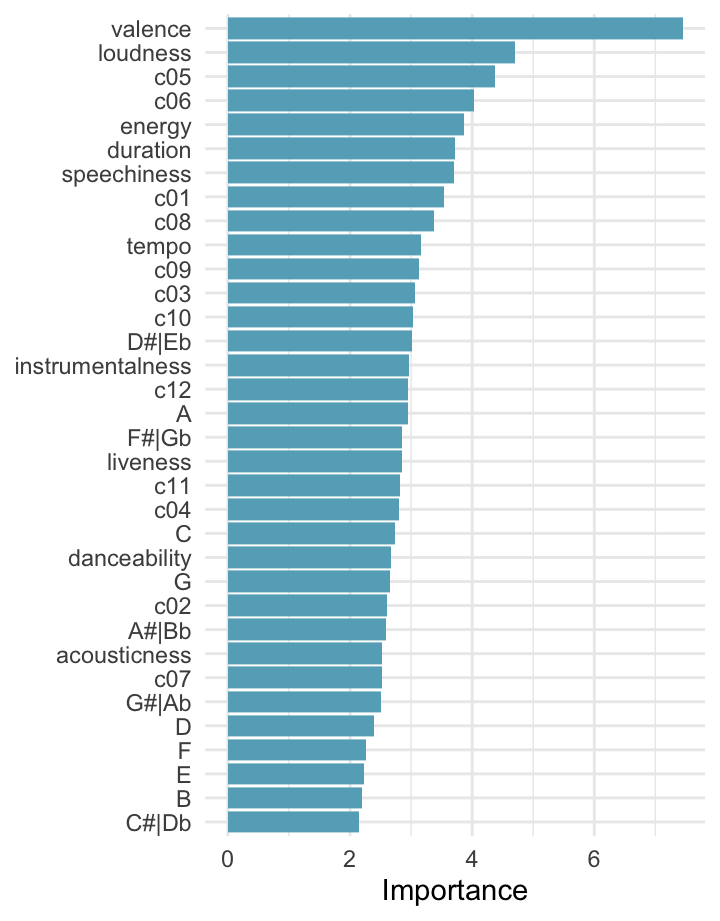 valence
loudness
c05
c06
energy
duration
speechiness
c01
c08
tempo
c09
c03
c10
D#|Eb
instrumentalness
c12
A
F#|Gb
liveness
c11
c04
C
danceability
G
c02
A#|Bb
acousticness
c07
G#|Ab
D
F
E
B
C#|Db
0 2 4 6
Importance